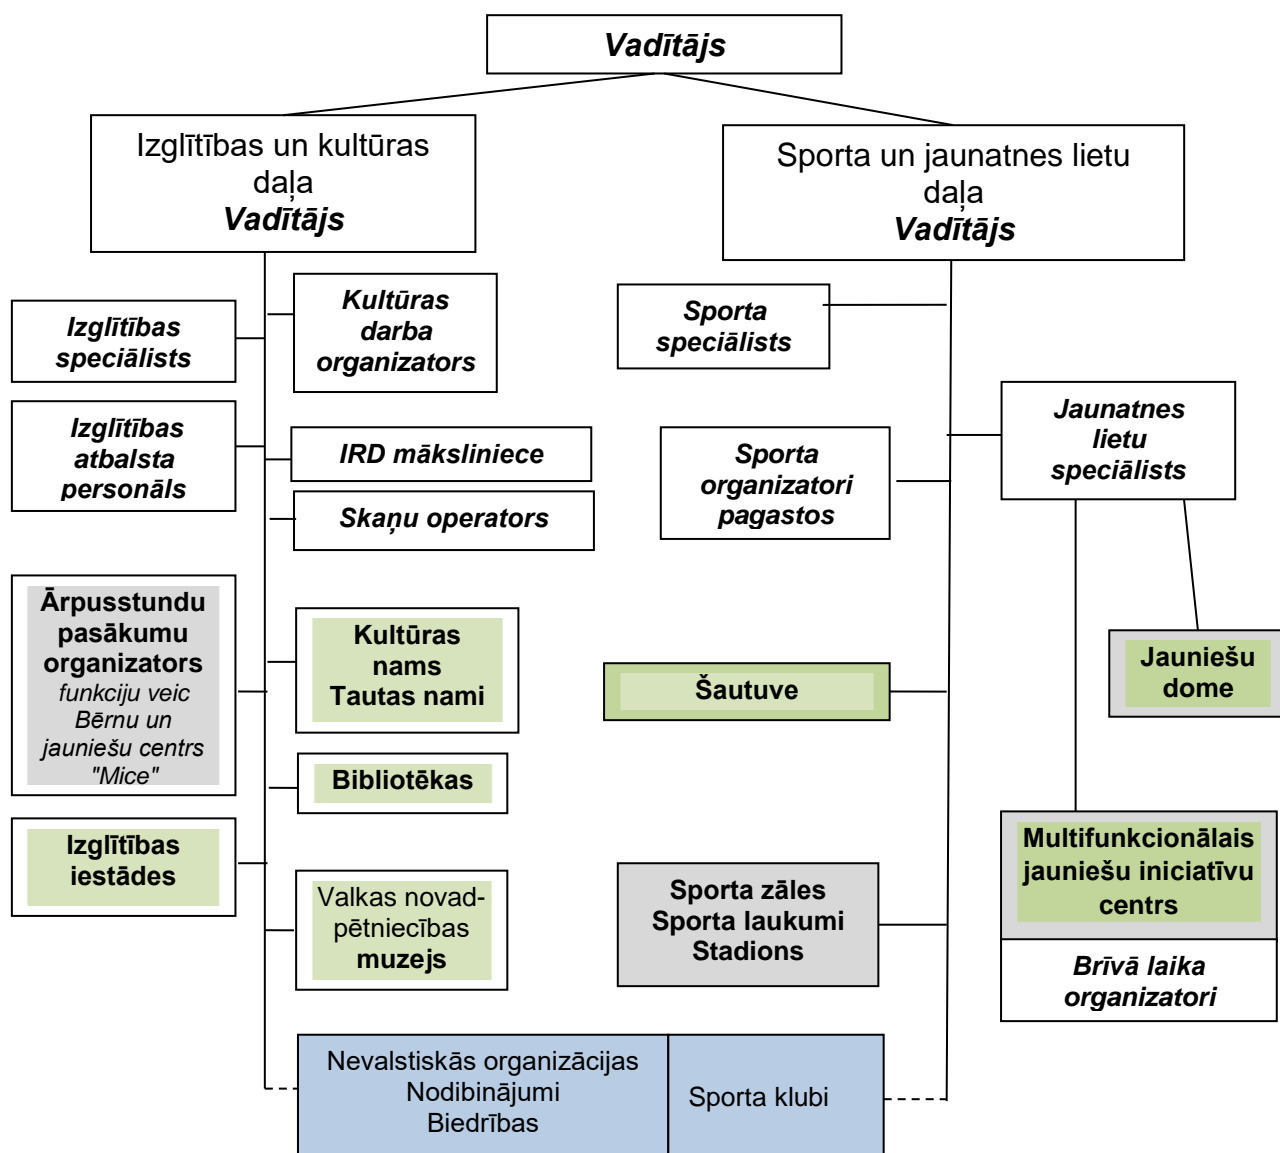 Vadītājs
Izglītības un kultūras
daļa
Vadītājs
Sporta un jaunatnes lietu
daļa
Vadītājs
Izglītības
speciālists
Kultūras
darba
organizators
Sporta
speciālists
Izglītības
atbalsta
personāls
IRD māksliniece
Skaņu operators
Sporta
organizatori
pagastos
Jaunatnes
lietu
speciālists
Ārpusstundu
pasākumu
organizators
funkciju veic
Bērnu un
jauniešu centrs
"Mice"
Kultūras
nams
Tautas nami
Šautuve
Jauniešu
dome
Bibliotēkas
Izglītības
iestādes
Valkas novad-
pētniecības
muzejs
Sporta zāles
Sporta laukumi
Stadions
Multifunkcionālais
jauniešu iniciatīvu
centrs
Brīvā laika
organizatori
Nevalstiskās organizācijas
Nodibinājumi
Biedrības
Sporta klubi